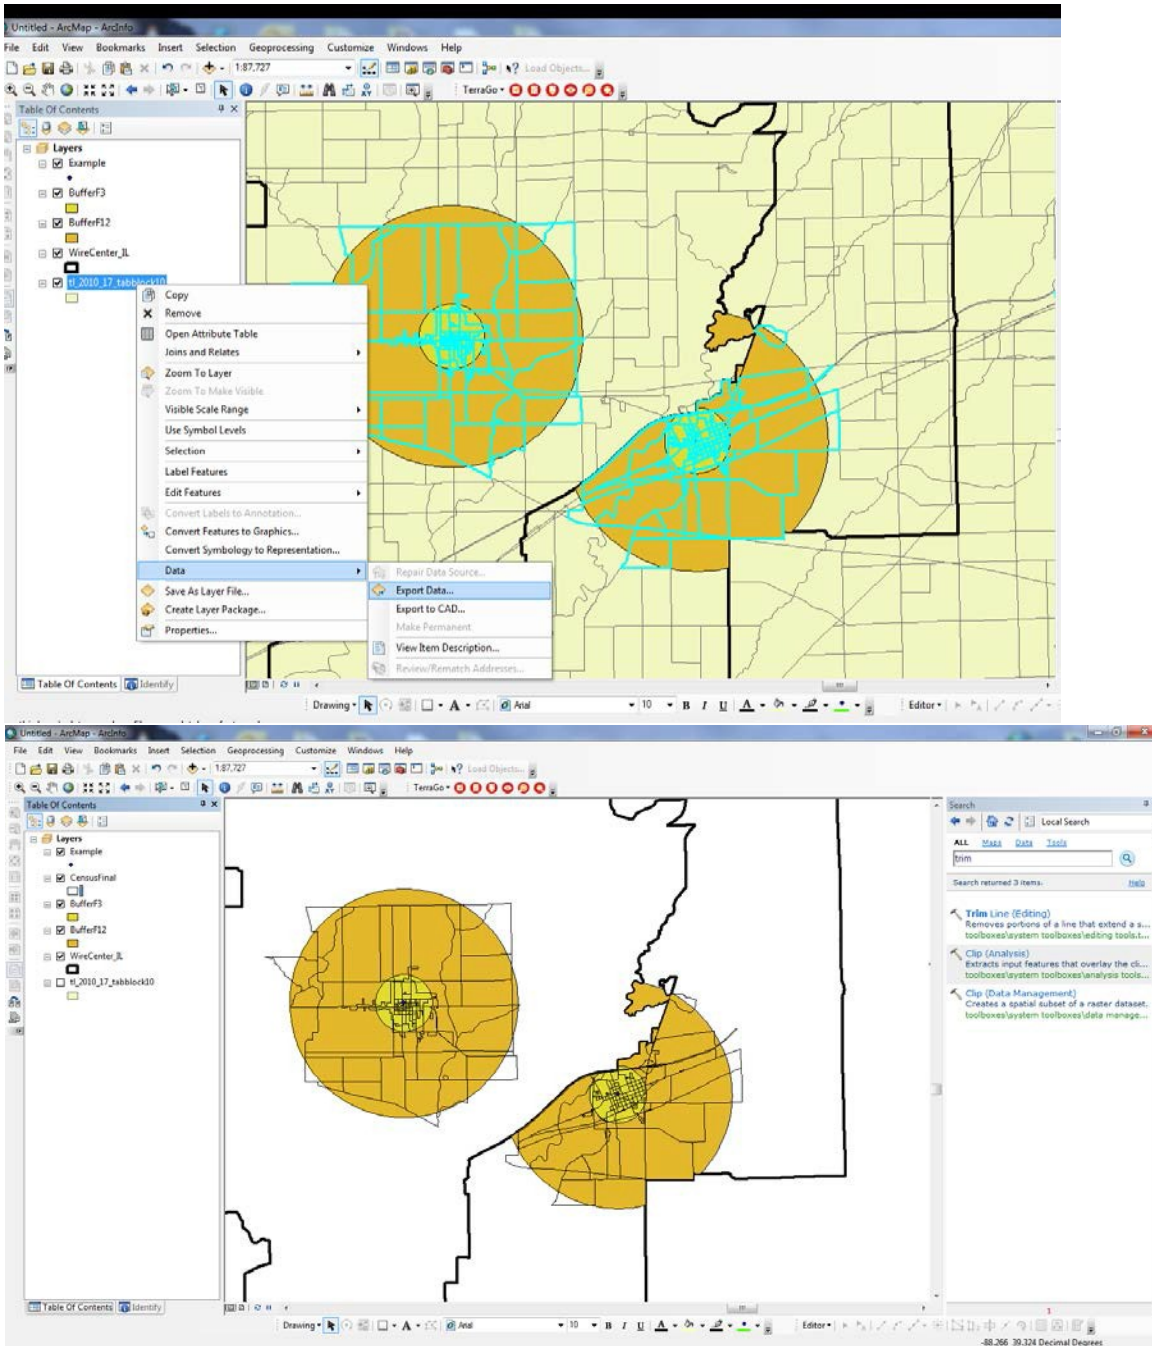 Untitled - ArcMap - ArcInfo
File Edit View Bookmarks Insert Selection Geoprocessing Customize Windows Help
1:87,727 Load Objects...
TerraGo
Table Of Contents
Layers
Example
BufferF3
BufferF12
WireCenter_IL
tl_2010_17_tabblock10
Copy
Remove
Open Attribute Table
Joins and Relates
Zoom To Layer
Zoom To Make Visible
Visible Scale Range
Use Symbol Levels
Selection
Label Features
Edit Features
Convert Labels to Annotation...
Convert Features to Graphics...
Convert Symbology to Representation...
Data
Save As Layer File...
Create Layer Package...
Properties...
Repair Data Source...
Export Data...
Export to CAD...
Make Permanent
View Item Description...
Review/Rematch Addresses...
Table Of Contents Identify
Drawing A Arial 10 B I U A Editor
Untitled - ArcMap - ArcInfo
File Edit View Bookmarks Insert Selection Geoprocessing Customize Windows Help
1:87,727 Load Objects...
TerraGo
Table Of Contents
Layers
Example
CensusFinal
BufferF3
BufferF12
WireCenter_IL
tl_2010_17_tabblock10
Search
Local Search
ALL Maps Data Tools
trim
Search returned 3 items. Help
Trim Line (Editing)
Removes portions of a line that extend a s...
toolboxes\system toolboxes\editing tools.t...
Clip (Analysis)
Extracts input features that overlay the cli...
toolboxes\system toolboxes\analysis tools...
Clip (Data Management)
Creates a spatial subset of a raster dataset.
toolboxes\system toolboxes\data manage...
Table Of Contents Identify
1
Drawing A Arial 10 B I U A Editor
-88.266 39.324 Decimal Degrees